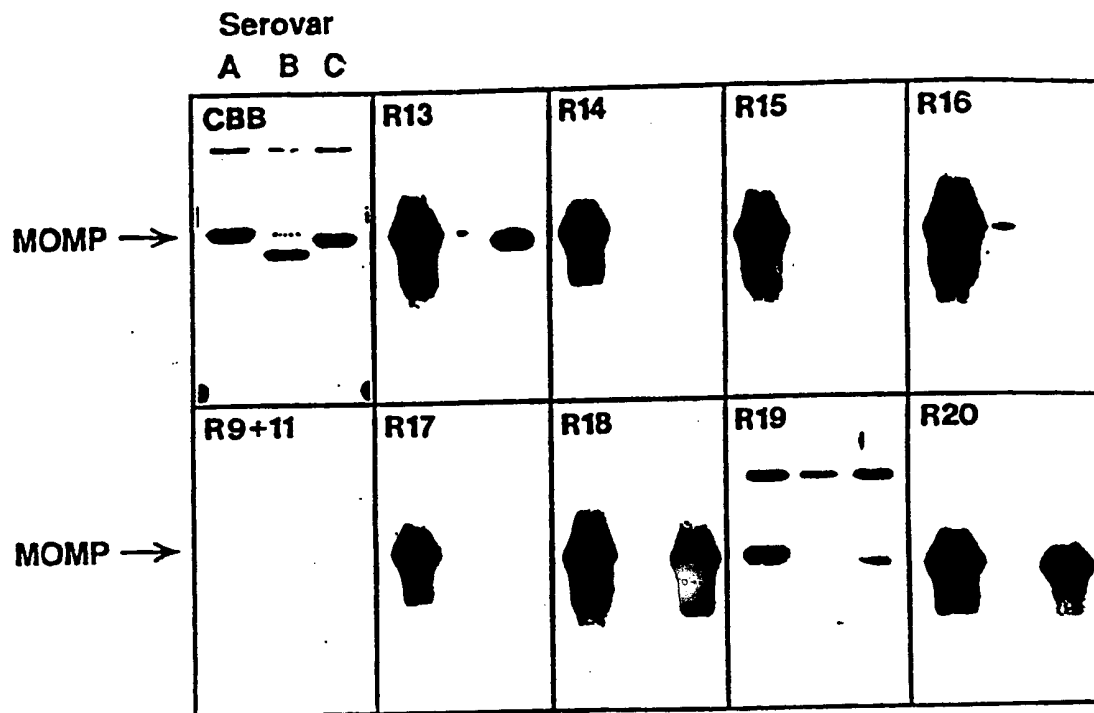 Serovar
A B C
CBB R13 R14 R15 R16
MOMP →
R9+11 R17 R18 R19 R20
MOMP →